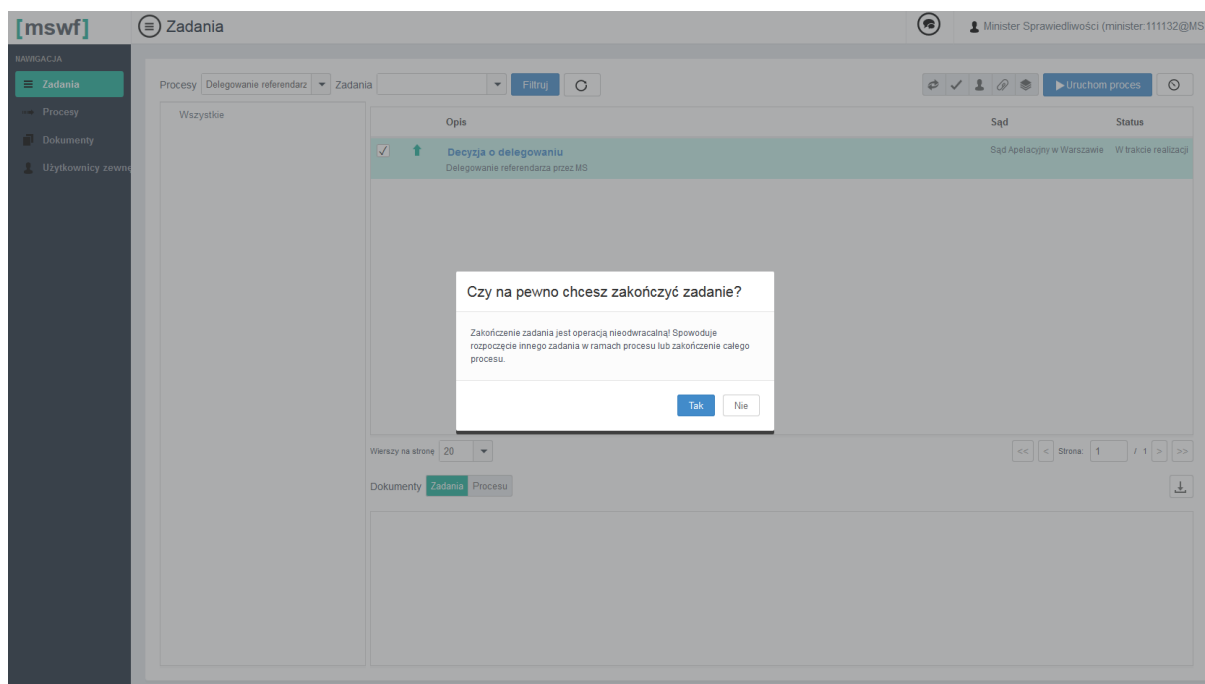 [mswf]
Zadania
Minister Sprawiedliwości (minister:111132@MS
NAWIGACJA
Zadania
Procesy
Dokumenty
Użytkownicy zewnę
Procesy Delegowanie referendarz Zadania Filtruj
Uruchom proces
Wszystkie
Opis Sąd Status
Decyzja o delegowaniu Sąd Apelacyjny w Warszawie W trakcie realizacji
Delegowanie referendarza przez MS
Czy na pewno chcesz zakończyć zadanie?
Zakończenie zadania jest operacją nieodwracalną! Spowoduje
rozpoczęcie innego zadania w ramach procesu lub zakończenie całego
procesu.
Tak Nie
Wierszy na stronę 20 << < Strona: 1 / 1 > >>
Dokumenty Zadania Procesu